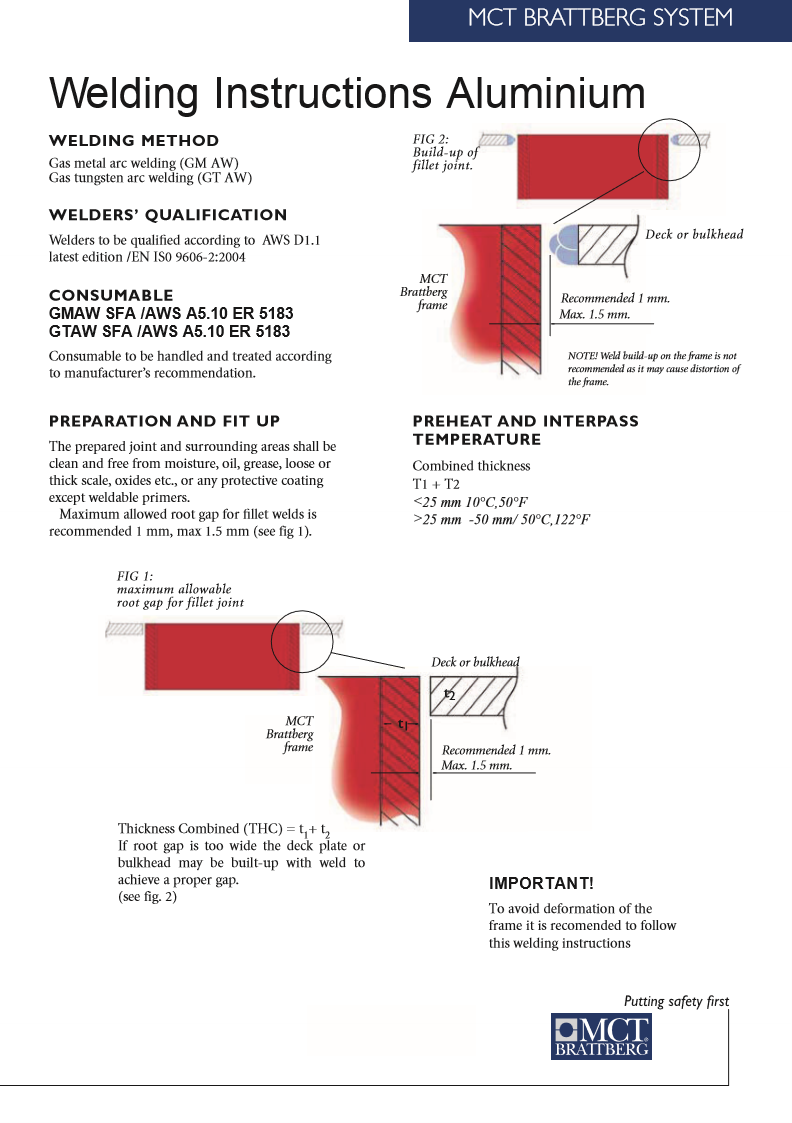 MCT BRATTBERG SYSTEM
Welding Instructions Aluminium
WELDING METHOD
Gas metal arc welding (GM AW)
Gas tungsten arc welding (GT AW)
WELDERS’ QUALIFICATION
Welders to be qualified according to AWS D1.1
latest edition /EN IS0 9606-2:2004
CONSUMABLE
GMAW SFA /AWS A5.10 ER 5183
GTAW SFA /AWS A5.10 ER 5183
Consumable to be handled and treated according
to manufacturer’s recommendation.
FIG 2:
Build-up of
fillet joint.
Deck or bulkhead
MCT
Brattberg
frame
Recommended 1 mm.
Max. 1.5 mm.
NOTE! Weld build-up on the frame is not
recommended as it may cause distortion of
the frame.
PREPARATION AND FIT UP
The prepared joint and surrounding areas shall be
clean and free from moisture, oil, grease, loose or
thick scale, oxides etc., or any protective coating
except weldable primers.
Maximum allowed root gap for fillet welds is
recommended 1 mm, max 1.5 mm (see fig 1).
PREHEAT AND INTERPASS
TEMPERATURE
Combined thickness
T1 + T2
<25 mm 10°C,50°F
>25 mm -50 mm/ 50°C,122°F
FIG 1:
maximum allowable
root gap for fillet joint
Deck or bulkhead
t2
t1
MCT
Brattberg
frame
Recommended 1 mm.
Max. 1.5 mm.
Thickness Combined (THC) = t1+ t2
If root gap is too wide the deck plate or
bulkhead may be built-up with weld to
achieve a proper gap.
(see fig. 2)
IMPORTANT!
To avoid deformation of the
frame it is recomended to follow
this welding instructions
Putting safety first
MCT®
BRATTBERG